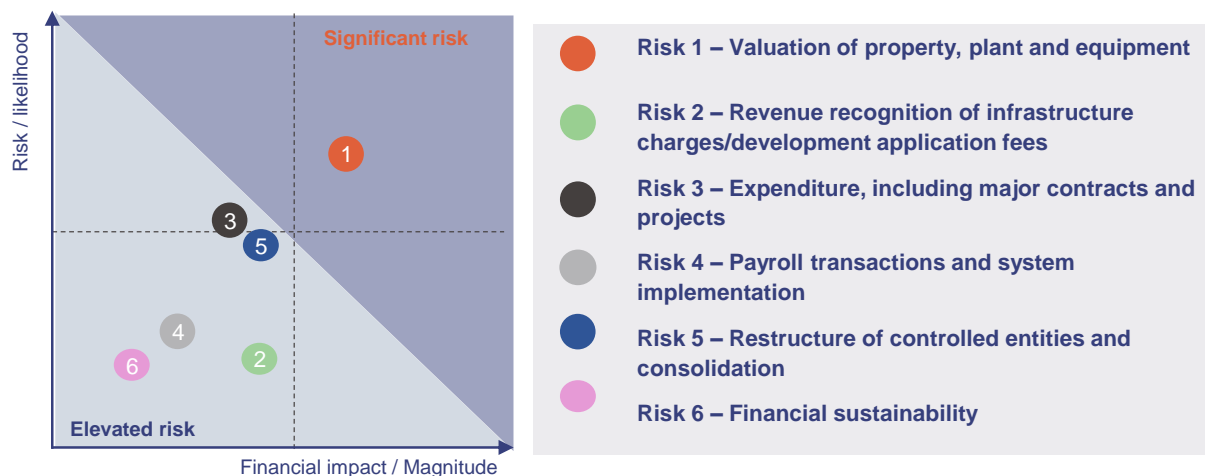 Risk / likelihood
Significant risk
1
3
5
4
6
2
Elevated risk
Financial impact / Magnitude
Risk 1 – Valuation of property, plant and equipment
Risk 2 – Revenue recognition of infrastructure
charges/development application fees
Risk 3 – Expenditure, including major contracts and
projects
Risk 4 – Payroll transactions and system
implementation
Risk 5 – Restructure of controlled entities and
consolidation
Risk 6 – Financial sustainability